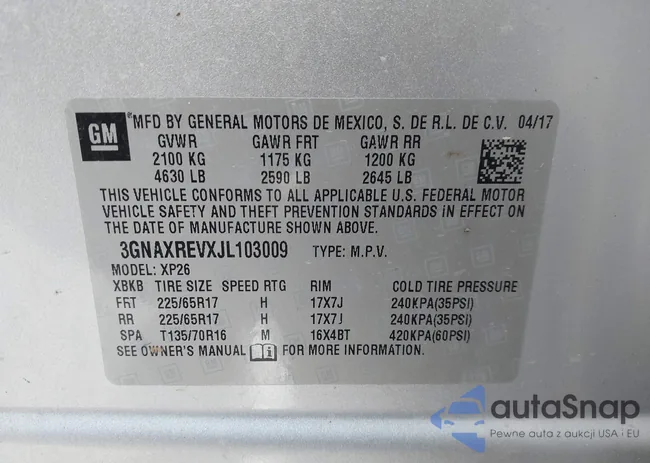 GM
®MFD BY GENERAL MOTORS DE MEXICO, S. DE R.L. DE C.V. 04/17
GVWR GAWR FRT GAWR RR
2100 KG 1175 KG 1200 KG
4630 LB 2590 LB 2645 LB
THIS VEHICLE CONFORMS TO ALL APPLICABLE U.S. FEDERAL MOTOR
VEHICLE SAFETY AND THEFT PREVENTION STANDARDS IN EFFECT ON
THE DATE OF MANUFACTURE SHOWN ABOVE.
3GNAXREVXJL103009 TYPE: M.P.V.
MODEL: XP26
XBKB TIRE SIZE SPEED RTG RIM COLD TIRE PRESSURE
FRT 225/65R17 H 17X7J 240KPA(35PSI)
RR 225/65R17 H 17X7J 240KPA(35PSI)
SPA T135/70R16 M 16X4BT 420KPA(60PSI)
SEE OWNER'S MANUAL i FOR MORE INFORMATION.
autaSnap
Pewne auta z aukcji USA i EU